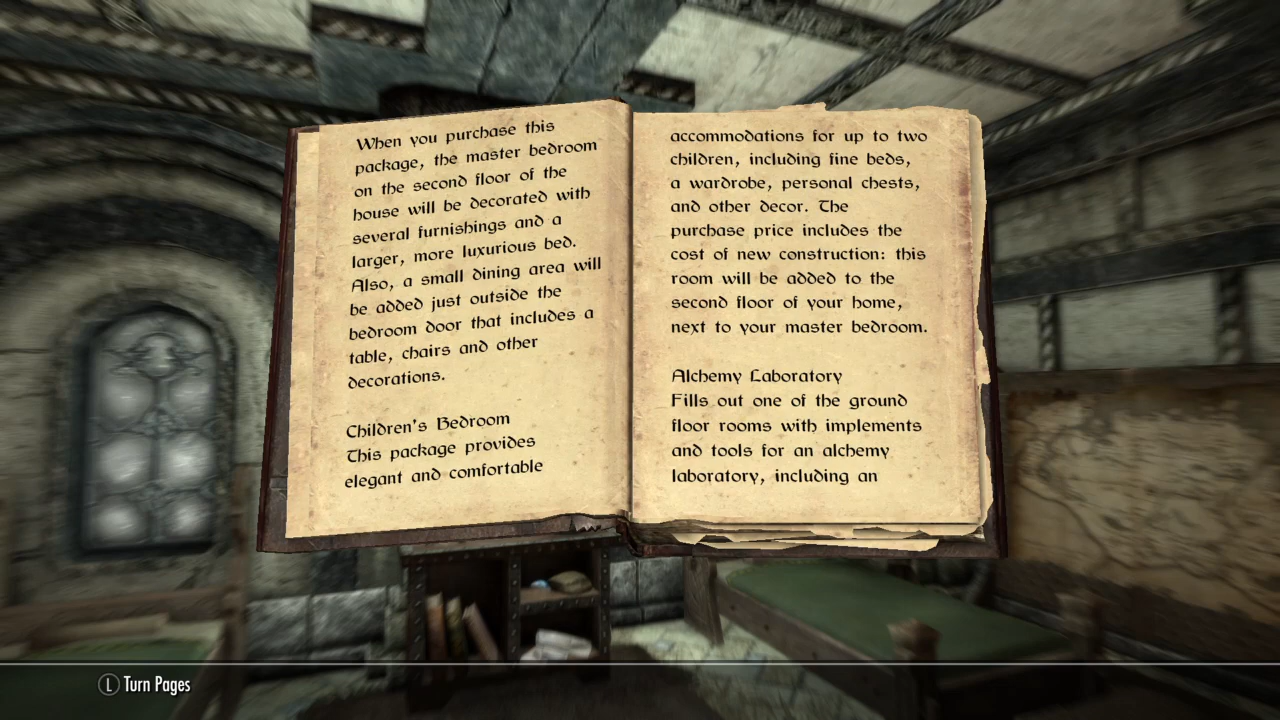 When you purchase this
package, the master bedroom
on the second floor of the
house will be decorated with
several furnishings and a
larger, more luxurious bed.
Also, a small dining area will
be added just outside the
bedroom door that includes a
table, chairs and other
decorations.
Children's Bedroom
This package provides
elegant and comfortable
accommodations for up to two
children, including fine beds,
a wardrobe, personal chests,
and other decor. The
purchase price includes the
cost of new construction: this
room will be added to the
second floor of your home,
next to your master bedroom.
Alchemy Laboratory
Fills out one of the ground
floor rooms with implements
and tools for an alchemy
laboratory, including an
L Turn Pages